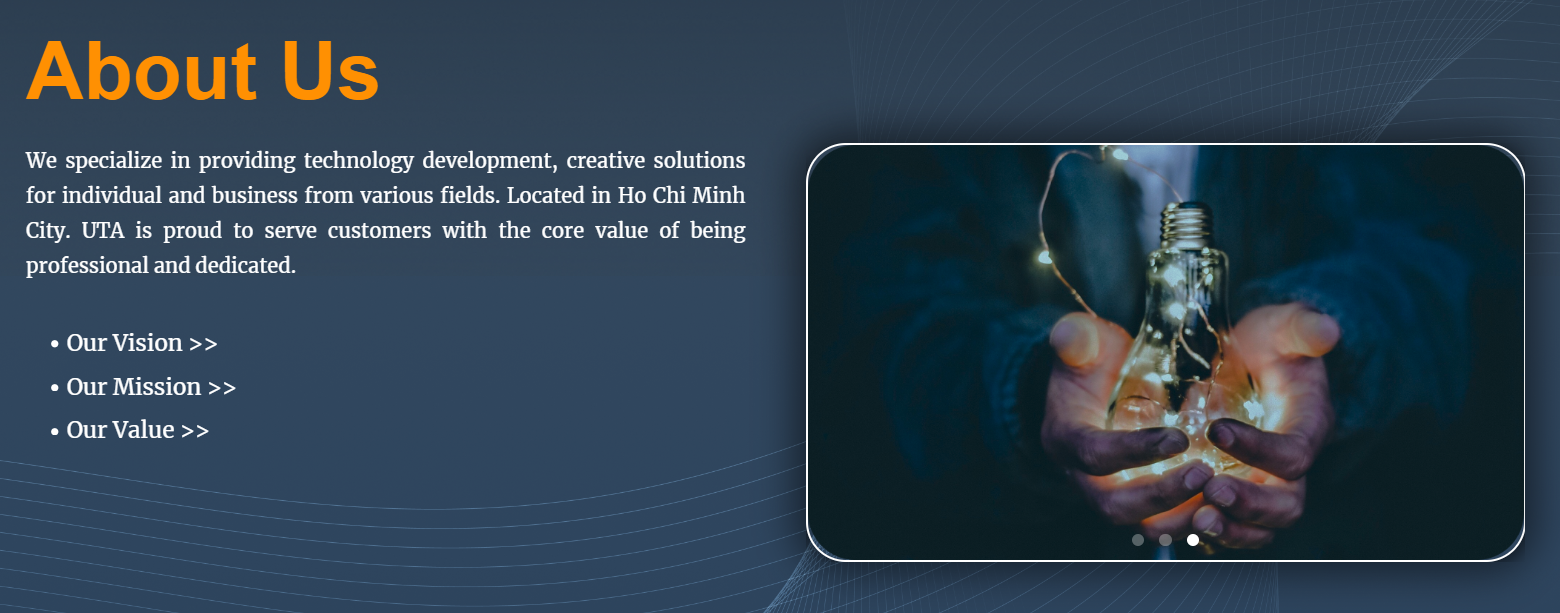 About Us
We specialize in providing technology development, creative solutions
for individual and business from various fields. Located in Ho Chi Minh
City. UTA is proud to serve customers with the core value of being
professional and dedicated.
• Our Vision >>
• Our Mission >>
• Our Value >>